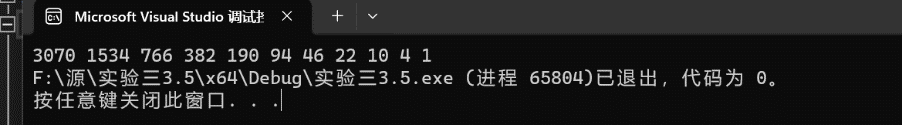 Microsoft Visual Studio 调试控
3070 1534 766 382 190 94 46 22 10 4 1
F:\源\实验三3.5\x64\Debug\实验三3.5.exe (进程 65804)已退出，代码为 0。
按任意键关闭此窗口. . .